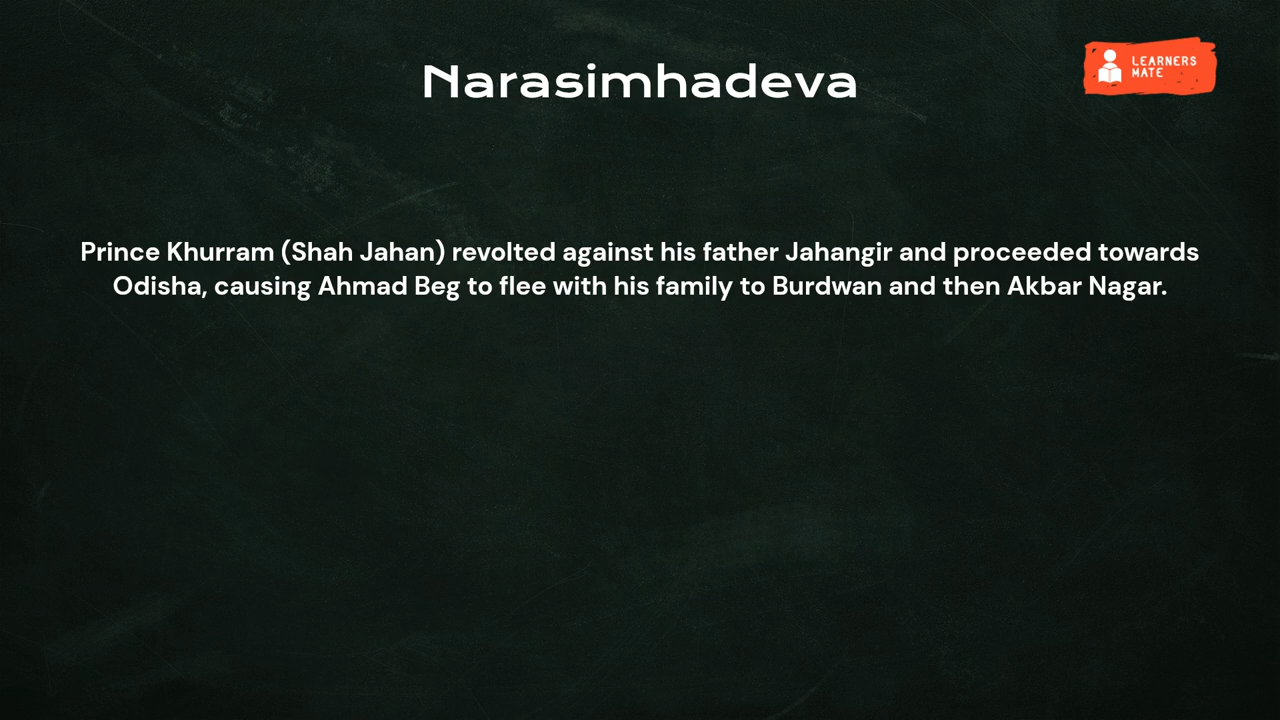 Narasimhadeva
LEARNERS
MATE
Prince Khurram (Shah Jahan) revolted against his father Jahangir and proceeded towards
Odisha, causing Ahmad Beg to flee with his family to Burdwan and then Akbar Nagar.